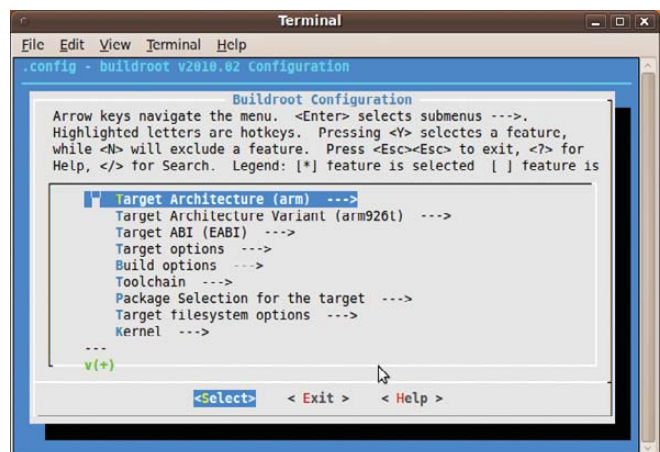 Terminal
File Edit View Terminal Help
.config - buildroot v2010.02 Configuration
Buildroot Configuration
Arrow keys navigate the menu. <Enter> selects submenus --->.
Highlighted letters are hotkeys. Pressing <Y> selectes a feature,
while <N> will exclude a feature. Press <Esc><Esc> to exit, <?> for
Help, </> for Search. Legend: [*] feature is selected [ ] feature is
Target Architecture (arm) --->
Target Architecture Variant (arm926t) --->
Target ABI (EABI) --->
Target options --->
Build options --->
Toolchain --->
Package Selection for the target --->
Target filesystem options --->
Kernel --->
---
v(+)
<Select> < Exit > < Help >